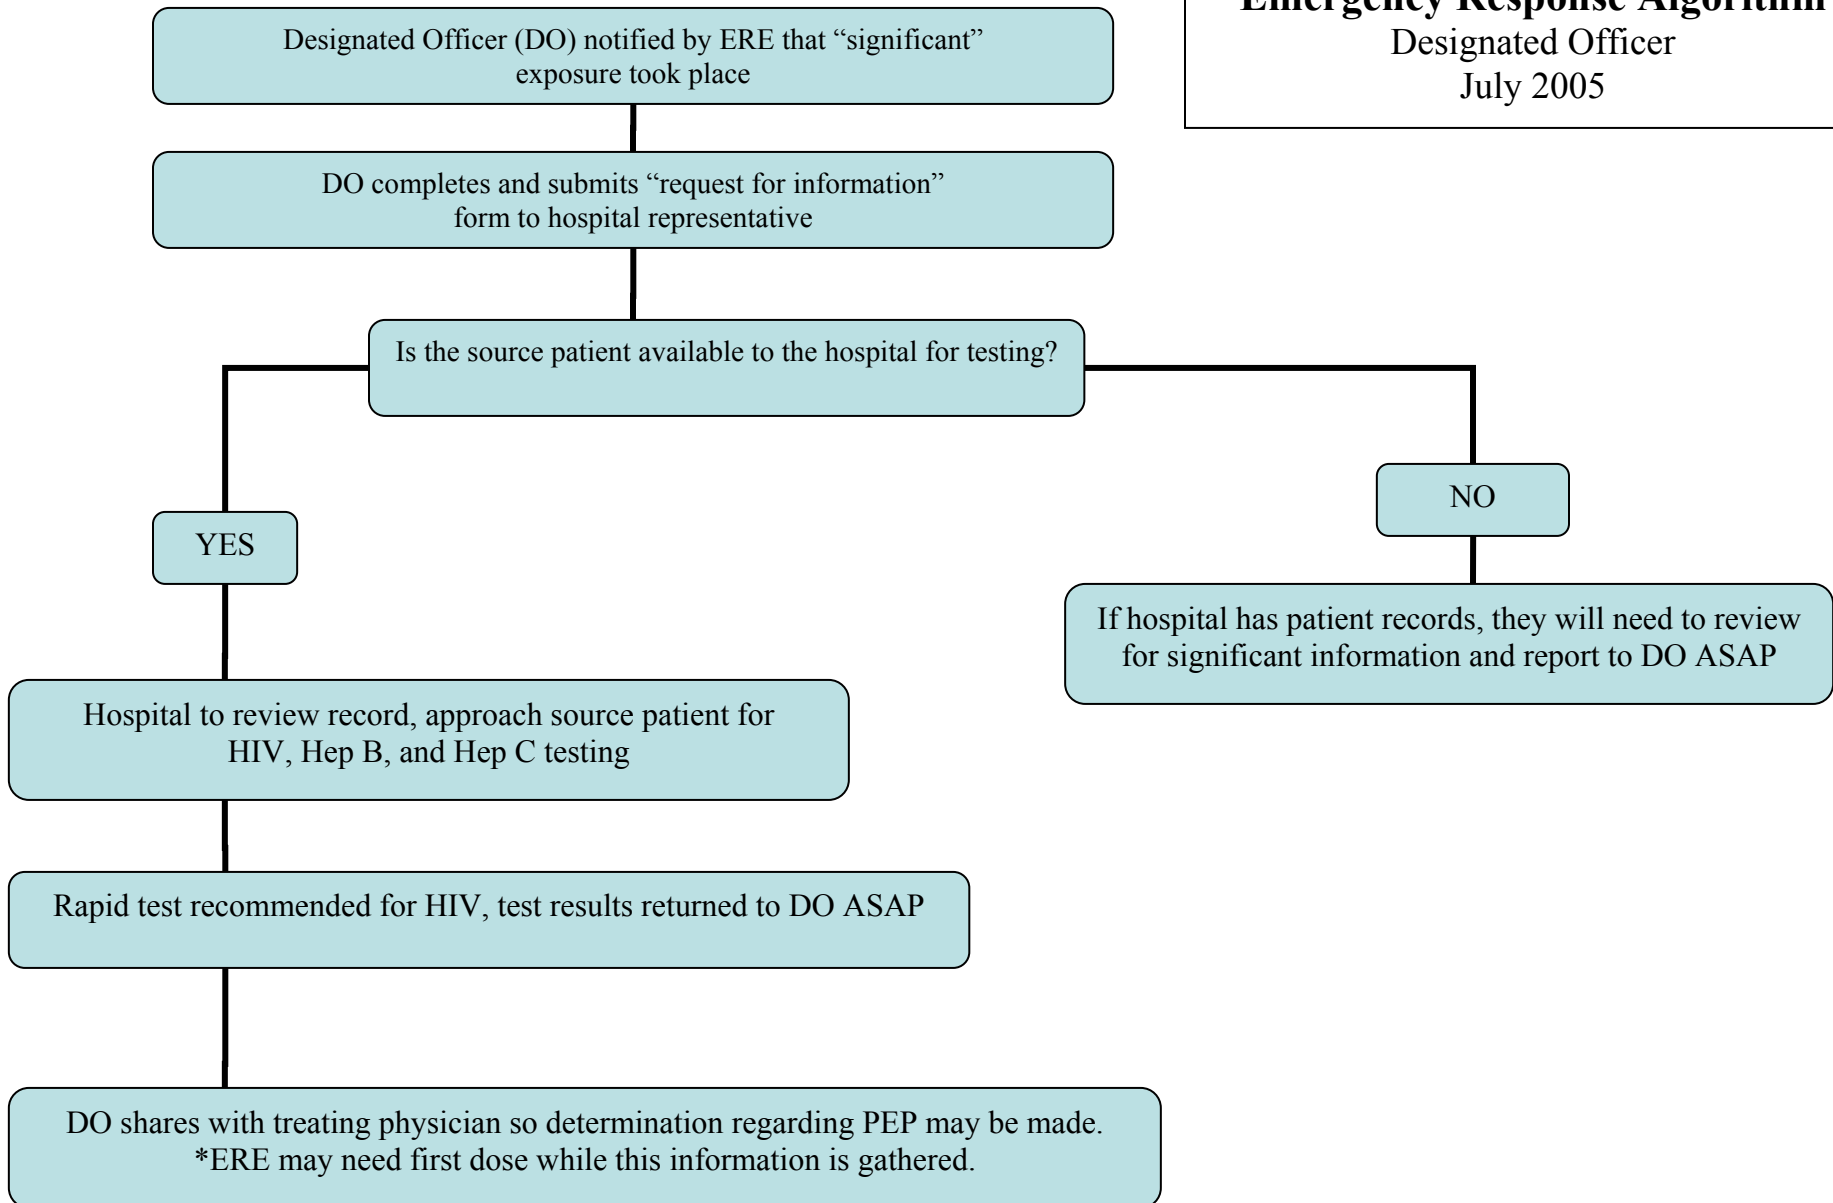 Emergency Response Algorithm
Designated Officer
July 2005
Designated Officer (DO) notified by ERE that “significant”
exposure took place
DO completes and submits “request for information”
form to hospital representative
Is the source patient available to the hospital for testing?
YES
NO
If hospital has patient records, they will need to review
for significant information and report to DO ASAP
Hospital to review record, approach source patient for
HIV, Hep B, and Hep C testing
Rapid test recommended for HIV, test results returned to DO ASAP
DO shares with treating physician so determination regarding PEP may be made.
*ERE may need first dose while this information is gathered.